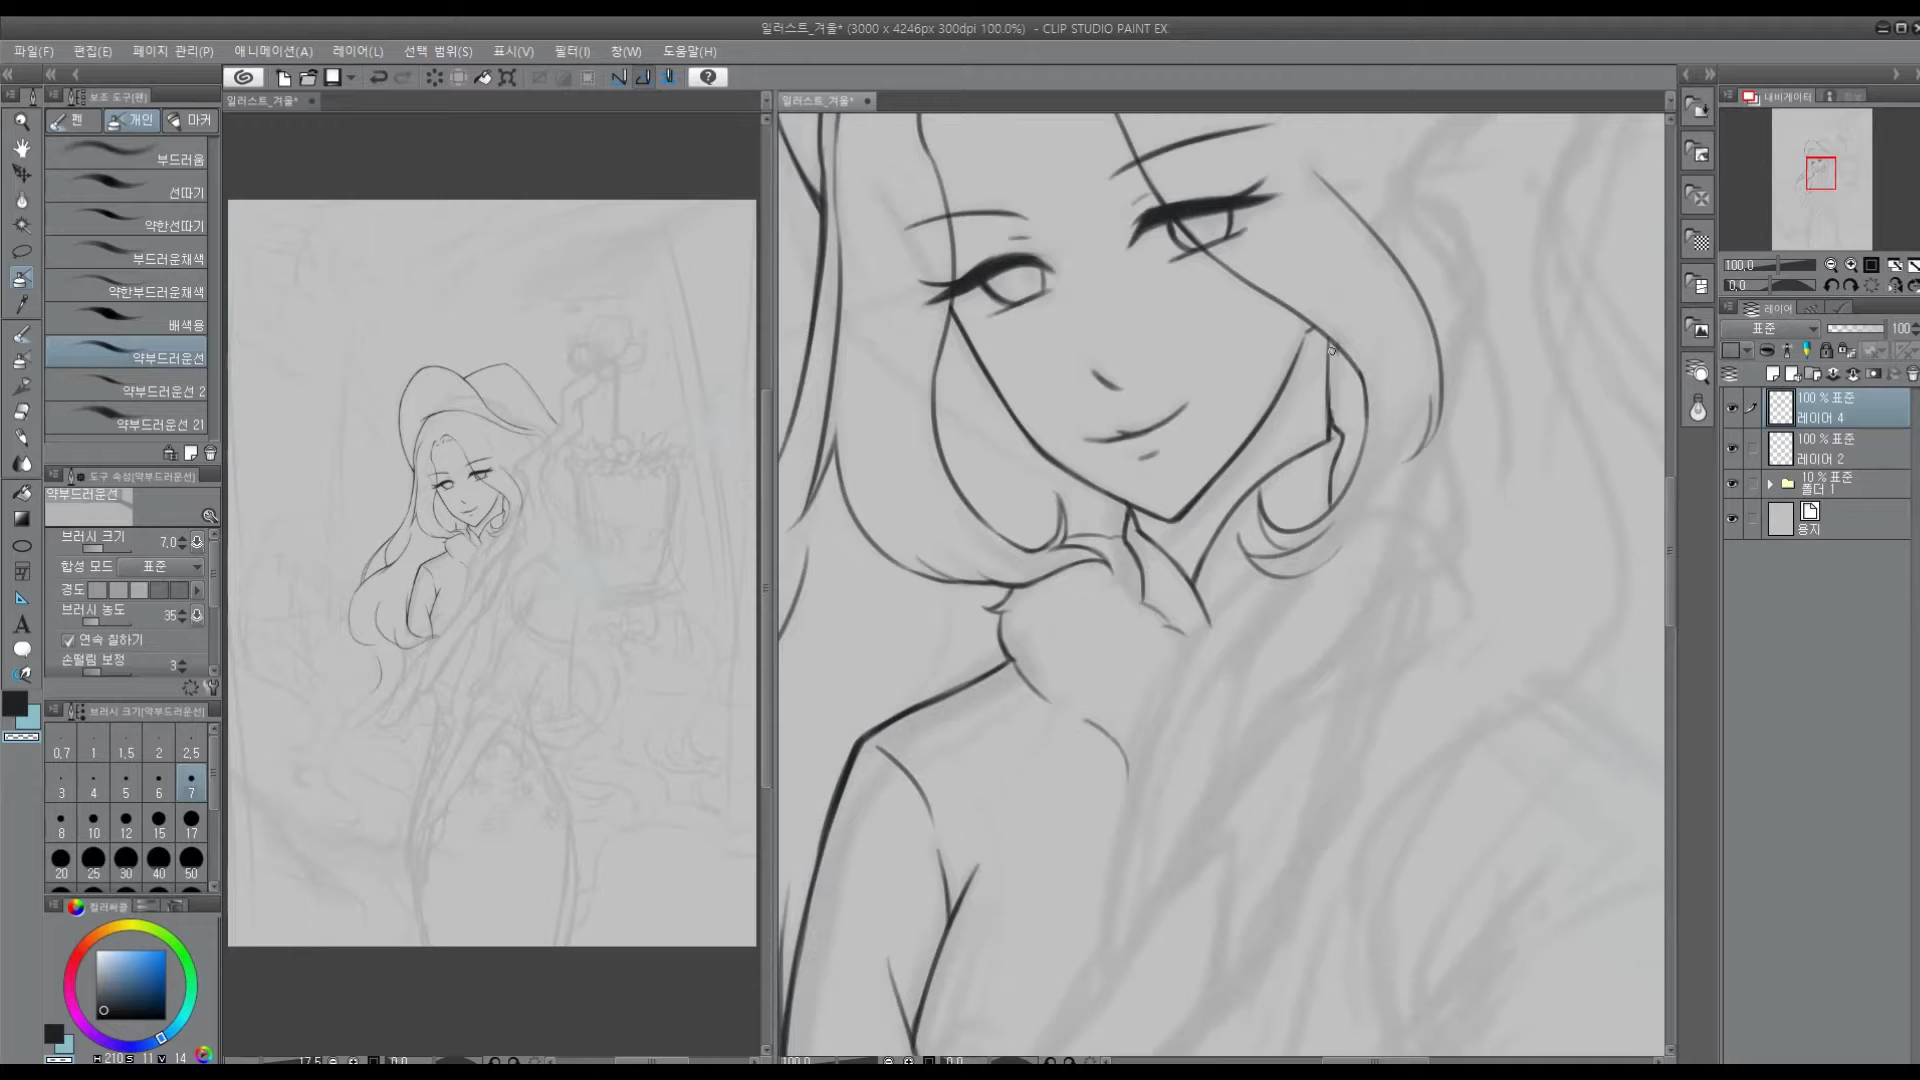 일러스트_겨울* (3000 x 4246px 300dpi 100.0%) - CLIP STUDIO PAINT EX
파일(F) 편집(E) 페이지 관리(P) 애니메이션(A) 레이어(L) 선택 범위(S) 표시(V) 필터(I) 창(W) 도움말(H)
보조 도구[펜]
펜 개인 마커
부드러움
선따기
약한선따기
부드러운채색
약한부드러운채색
배색용
약부드러운선
약부드러운선 2
약부드러운선 21
도구 속성[약부드러운선]
약부드러운선
브러시 크기 7.0
합성 모드 표준
경도
브러시 농도 35
연속 칠하기
손떨림 보정 3
브러시 크기[약부드러운선]
0.7 1 1.5 2 2.5
3 4 5 6 7
8 10 12 15 17
20 25 30 40 50
컬러써클
H 210 S 11 V 14
일러스트_겨울*
17.5 0.0
일러스트_겨울*
100.0 0.0
내비게이터
100.0
0.0
레이어
표준 100
100 % 표준
레이어 4
100 % 표준
레이어 2
10 % 표준
폴더 1
용지